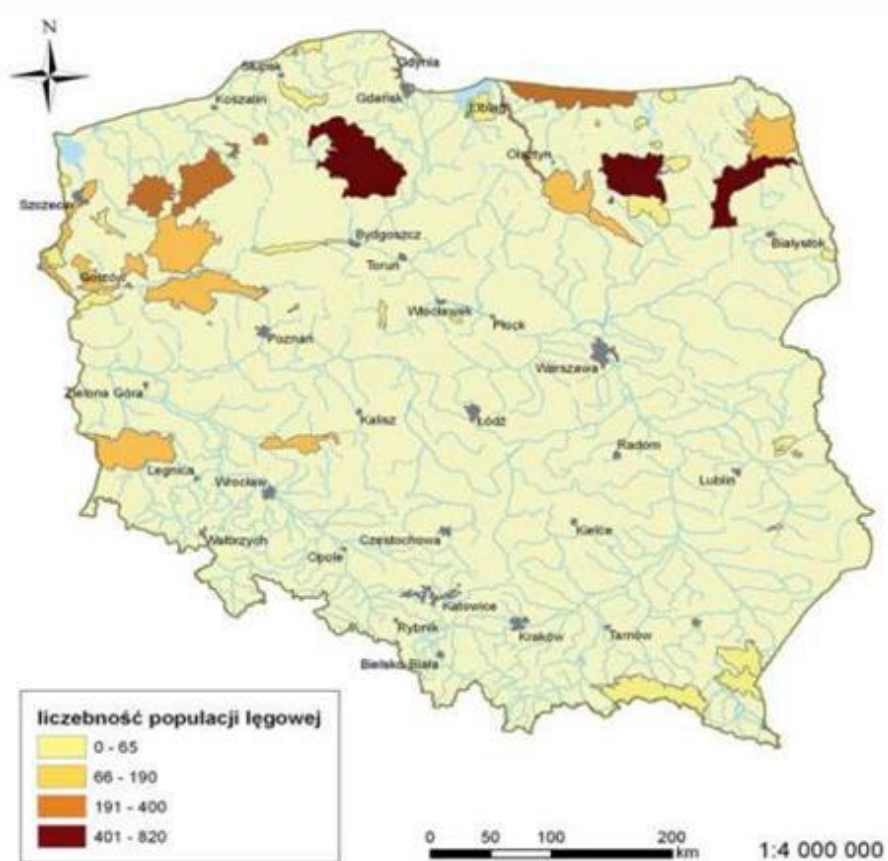 N
Gdynia
Słupsk
Koszalin
Gdańsk
Elbląg
Olsztyn
Szczecin
Białystok
Bydgoszcz
Toruń
Gorzów
Włocławek
Płock
Poznań
Warszawa
Zielona Góra
Kalisz
Łódź
Radom
Legnica
Wrocław
Lublin
Wałbrzych
Częstochowa
Kielce
Opole
Katowice
Rybnik
Kraków
Tarnów
Bielsko Biała
liczebność populacji lęgowej
0 - 65
66 - 190
191 - 400
401 - 820
0 50 100 200
km
1:4 000 000